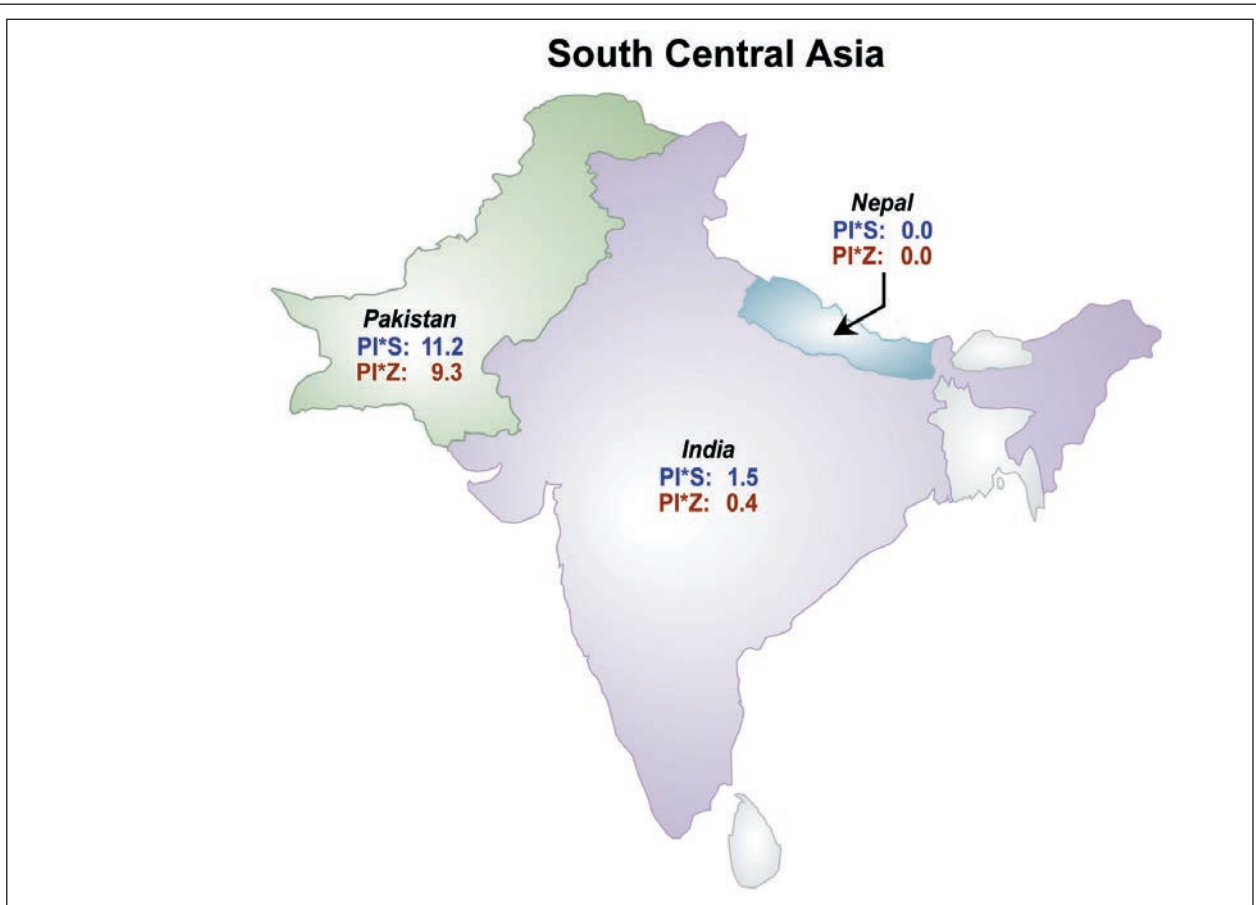 South Central Asia
Nepal
PI*S: 0.0
PI*Z: 0.0
Pakistan
PI*S: 11.2
PI*Z: 9.3
India
PI*S: 1.5
PI*Z: 0.4